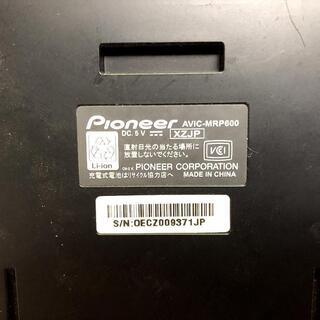 Pioneer AVIC-MRP600
DC. 5 V XZJP
直射日光の当たる場所に
放置しないでください。
VCI
Li-ion
PIONEER CORPORATION
充電式電池はリサイクル協力店へ MADE IN CHINA
S/N:OECZ009371JP